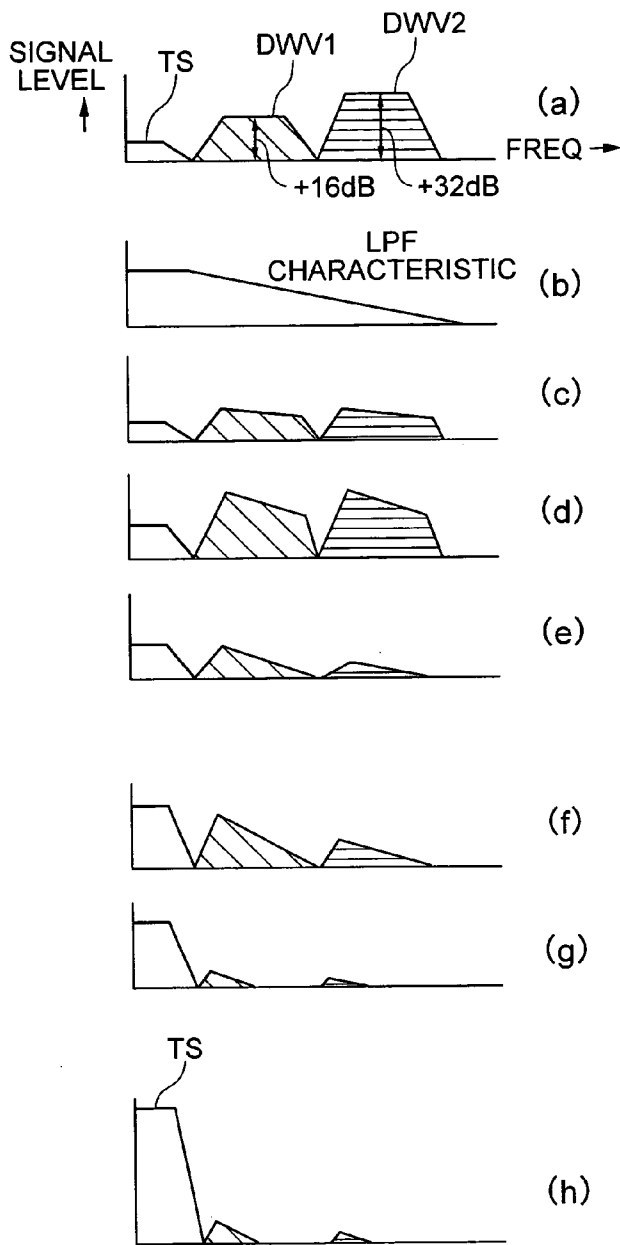 SIGNAL LEVEL
TS
DWV1
DWV2
(a)
FREQ
+16dB
+32dB
LPF
CHARACTERISTIC
(b)
(c)
(d)
(e)
(f)
(g)
TS
(h)